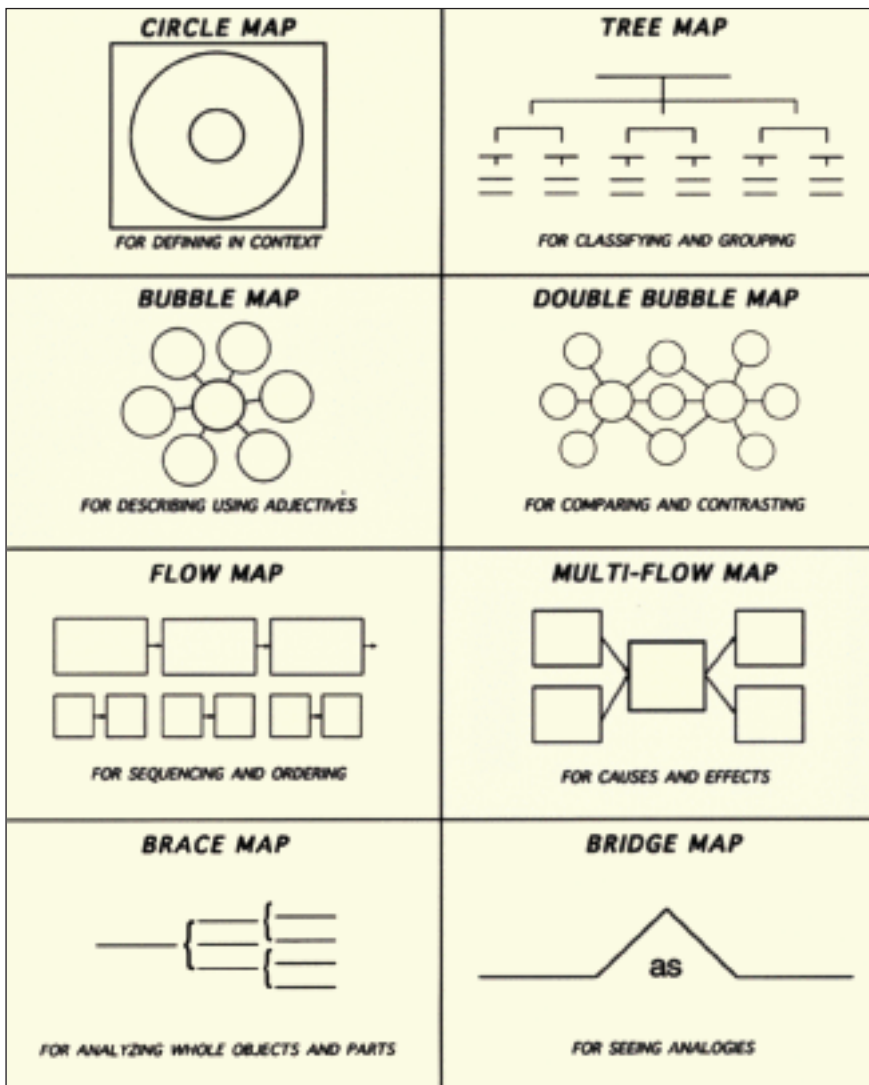 CIRCLE MAP
FOR DEFINING IN CONTEXT
TREE MAP
FOR CLASSIFYING AND GROUPING
BUBBLE MAP
FOR DESCRIBING USING ADJECTIVES
DOUBLE BUBBLE MAP
FOR COMPARING AND CONTRASTING
FLOW MAP
FOR SEQUENCING AND ORDERING
MULTI-FLOW MAP
FOR CAUSES AND EFFECTS
BRACE MAP
FOR ANALYZING WHOLE OBJECTS AND PARTS
BRIDGE MAP
as
FOR SEEING ANALOGIES